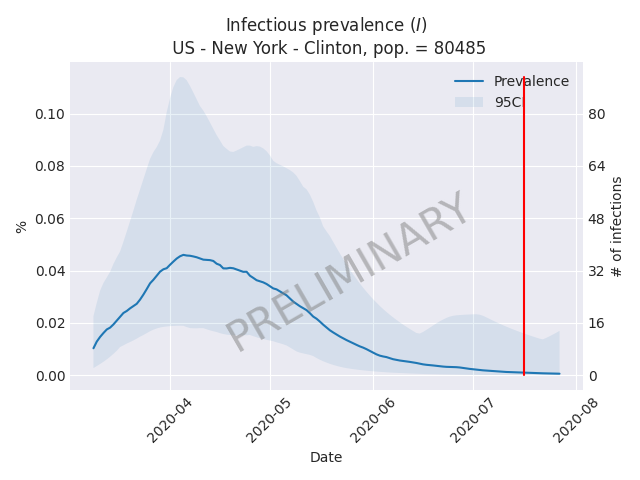 Infectious prevalence (I)
US - New York - Clinton, pop. = 80485
Prevalence
95CI
0.10
0.08
0.06
0.04
0.02
0.00
%
80
64
48
32
16
0
# of infections
PRELIMINARY
2020-04
2020-05
2020-06
2020-07
2020-08
Date